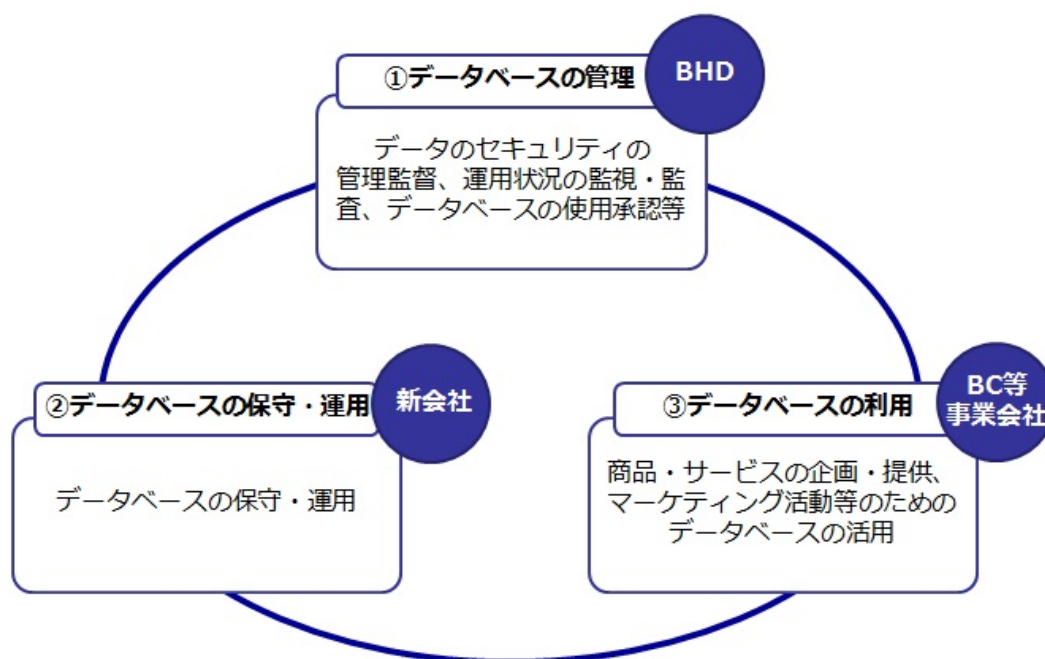 ①データベースの管理
BHD
データのセキュリティの
管理監督、運用状況の監視・監
査、データベースの使用承認等
②データベースの保守・運用
新会社
データベースの保守・運用
③データベースの利用
BC等
事業会社
商品・サービスの企画・提供、
マーケティング活動等のための
データベースの活用